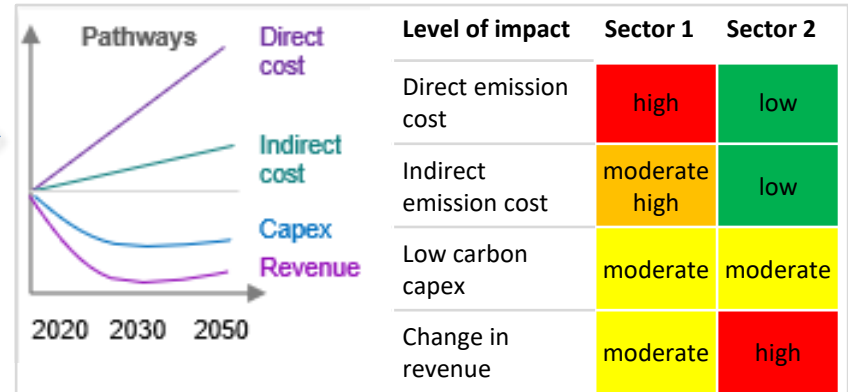 Pathways
Direct
cost
Indirect
cost
Capex
Revenue
2020 2030 2050
Level of impact Sector 1 Sector 2
Direct emission
cost
high low
Indirect
emission cost
moderate
high
low
Low carbon
capex
moderate moderate
Change in
revenue
moderate high